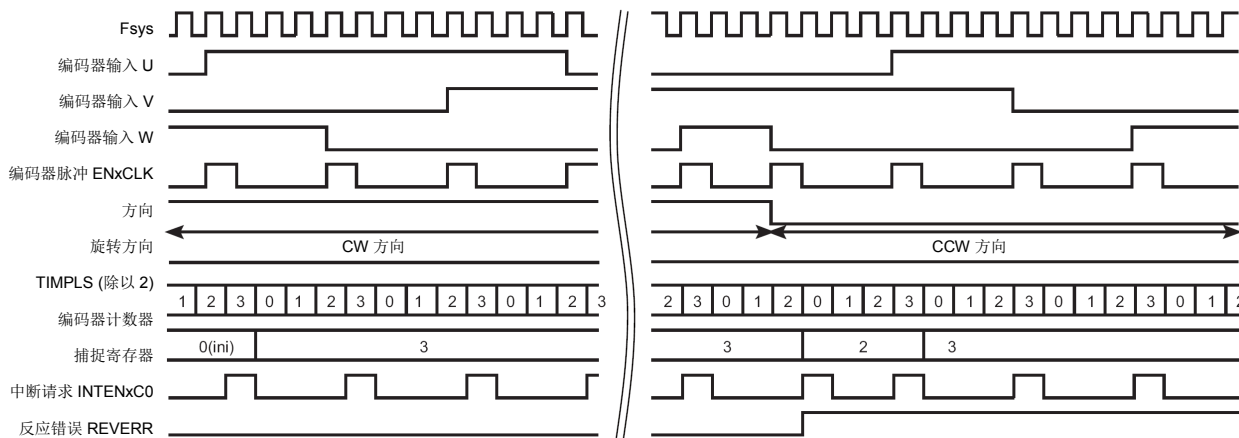 Fsys
编码器输入 U
编码器输入 V
编码器输入 W
编码器脉冲 ENxCLK
方向
旋转方向 CW 方向 CCW 方向
TIMPLS (除以 2)
1 2 3 0 1 2 3 0 1 2 3 0 1 2 3 2 3 0 1 2 0 1 2 3 0 1 2 3 0 1 2 3 0 1 2
编码器计数器
捕捉寄存器 0(ini) 3 3 2 3
中断请求 INTENxC0
反应错误 REVERR